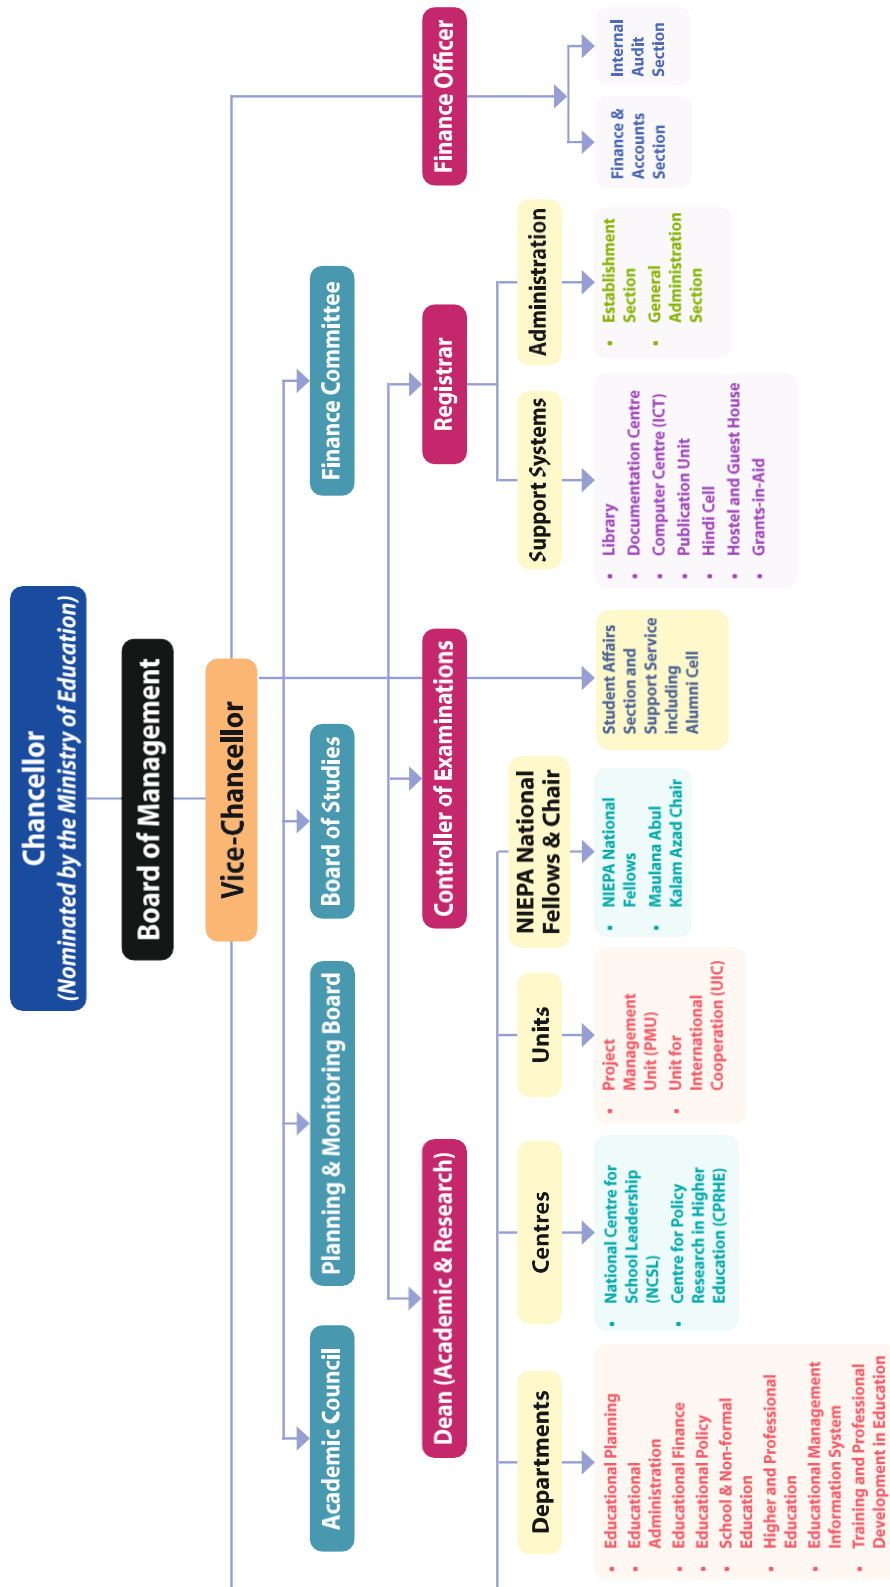 Chancellor
(Nominated by the Ministry of Education)
Board of Management
Vice-Chancellor
Academic Council
Planning & Monitoring Board
Board of Studies
Finance Committee
Dean (Academic & Research)
Controller of Examinations
Registrar
Finance Officer
Departments
Centres
Units
NIEPA National
Fellows & Chair
Support Systems
Administration
• Educational Planning
• Educational
Administration
• Educational Finance
• Educational Policy
• School & Non-formal
Education
• Higher and Professional
Education
• Educational Management
Information System
• Training and Professional
Development in Education
• National Centre for
School Leadership
(NCSL)
• Centre for Policy
Research in Higher
Education (CPRHE)
• Project
Management
Unit (PMU)
• Unit for
International
Cooperation (UIC)
• NIEPA National
Fellows
• Maulana Abul
Kalam Azad Chair
Student Affairs
Section and
Support Service
including
Alumni Cell
• Library
• Documentation Centre
• Computer Centre (ICT)
• Publication Unit
• Hindi Cell
• Hostel and Guest House
• Grants-in-Aid
• Establishment
Section
• General
Administration
Section
Finance &
Accounts
Section
Internal
Audit
Section